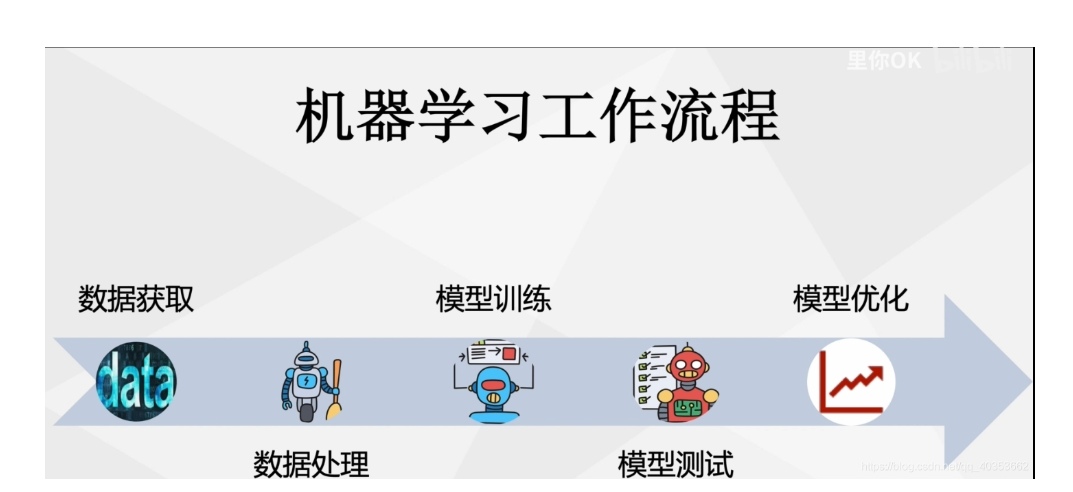 里你OK
机器学习工作流程
数据获取
模型训练
模型优化
data
数据处理
模型测试
https://blog.csdn.net/qq_40353662